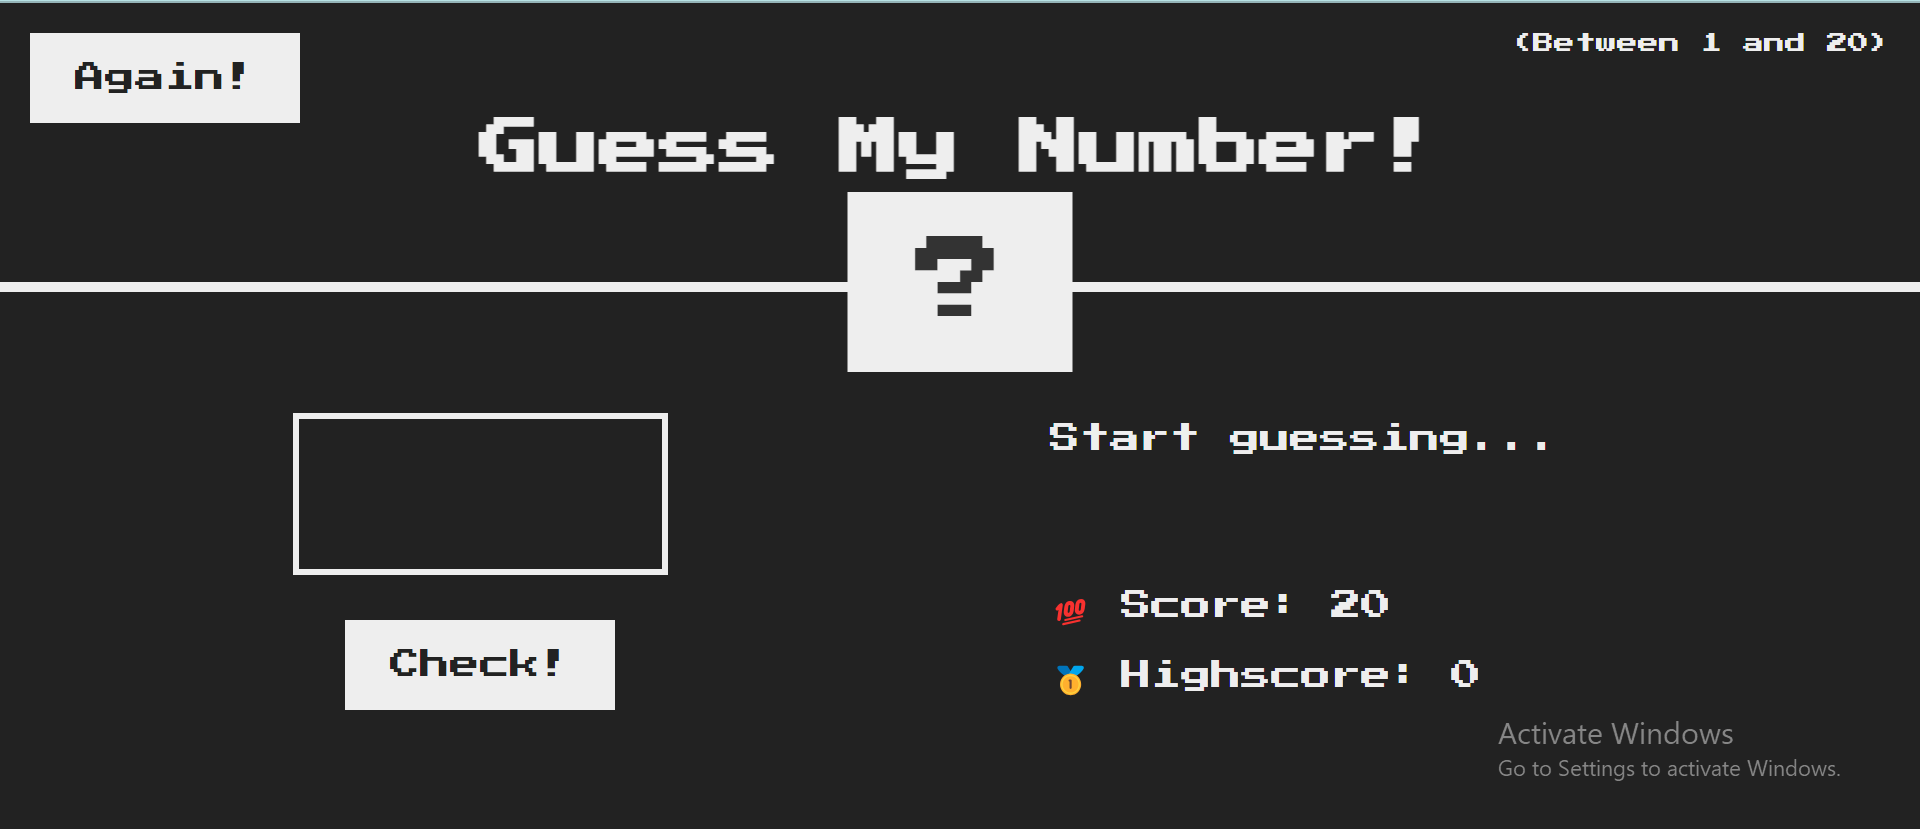 Again!
(Between 1 and 20)
Guess My Number!
?
Start guessing...
Check!
💯 Score: 20
🥇 Highscore: 0
Activate Windows
Go to Settings to activate Windows.